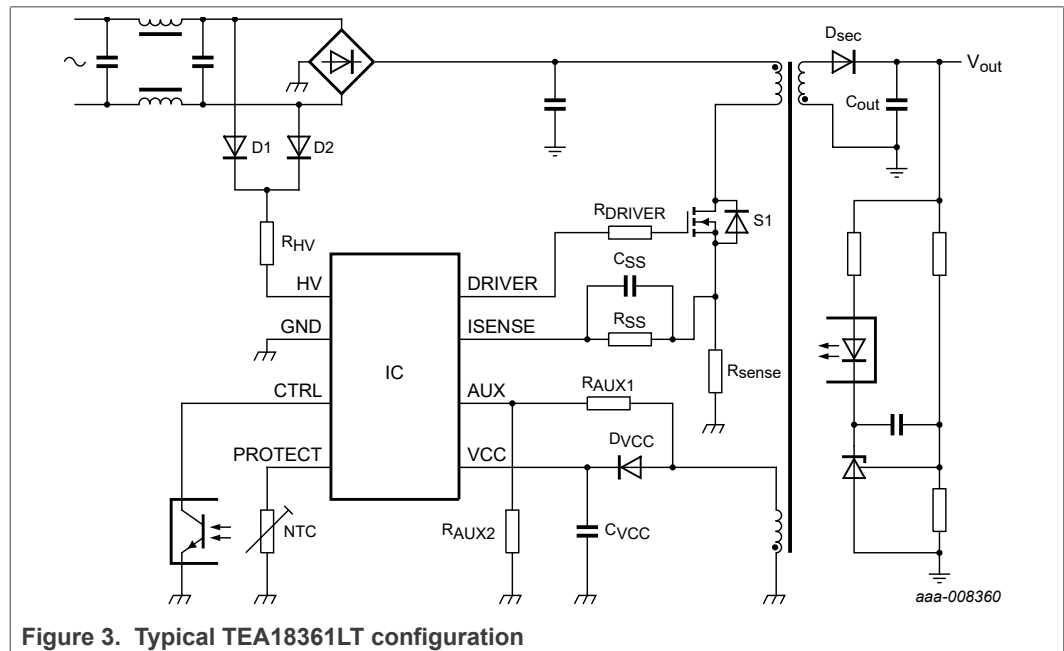 Dsec
Vout
Cout
D1
D2
RDRIVER
S1
RHV
CSS
HV
DRIVER
GND
ISENSE
RSS
IC
Rsense
CTRL
AUX
RAUX1
PROTECT
VCC
DVCC
NTC
RAUX2
CVCC
aaa-008360
Figure 3. Typical TEA18361LT configuration